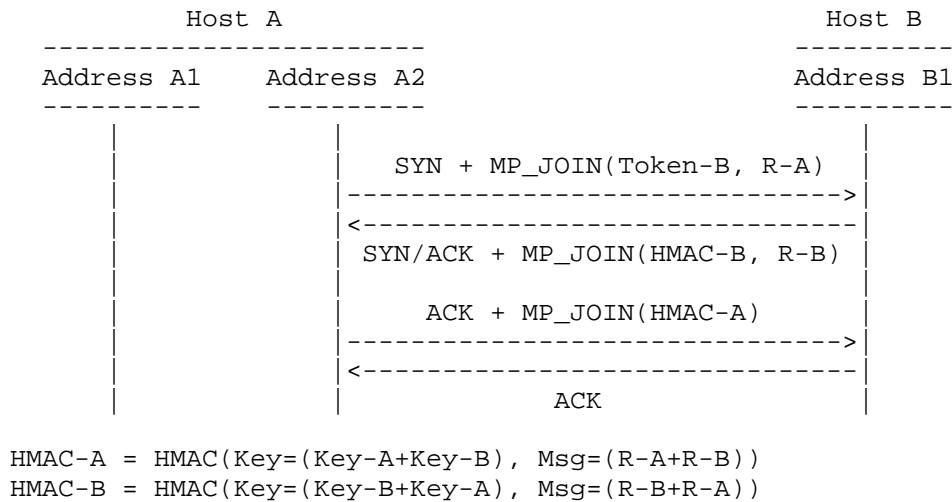 Host A Host B
------------------------ ----------
Address A1 Address A2 Address B1
---------- ---------- ----------
SYN + MP_JOIN(Token-B, R-A)
------------------------------->
<-------------------------------
SYN/ACK + MP_JOIN(HMAC-B, R-B)
ACK + MP_JOIN(HMAC-A)
------------------------------->
<-------------------------------
ACK
HMAC-A = HMAC(Key=(Key-A+Key-B), Msg=(R-A+R-B))
HMAC-B = HMAC(Key=(Key-B+Key-A), Msg=(R-B+R-A))